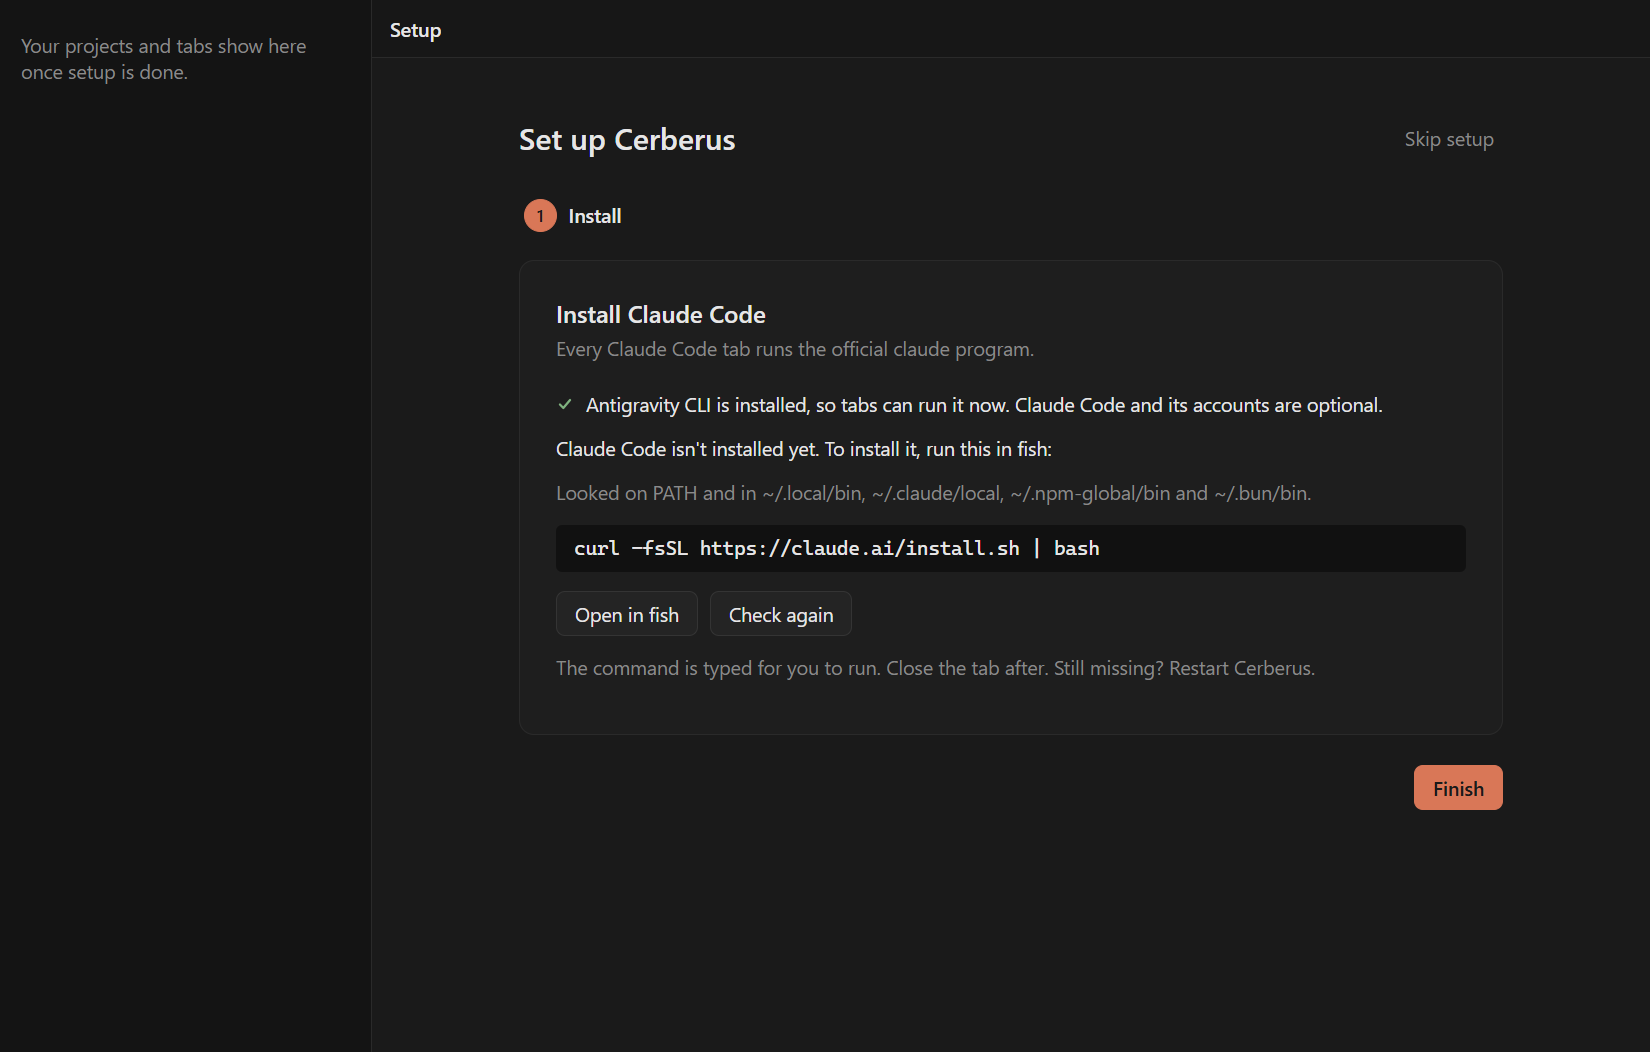 Your projects and tabs show here
once setup is done.
Setup
Set up Cerberus
Skip setup
1 Install
Install Claude Code
Every Claude Code tab runs the official claude program.
Antigravity CLI is installed, so tabs can run it now. Claude Code and its accounts are optional.
Claude Code isn't installed yet. To install it, run this in fish:
Looked on PATH and in ~/.local/bin, ~/.claude/local, ~/.npm-global/bin and ~/.bun/bin.
curl -fsSL https://claude.ai/install.sh | bash
Open in fish Check again
The command is typed for you to run. Close the tab after. Still missing? Restart Cerberus.
Finish